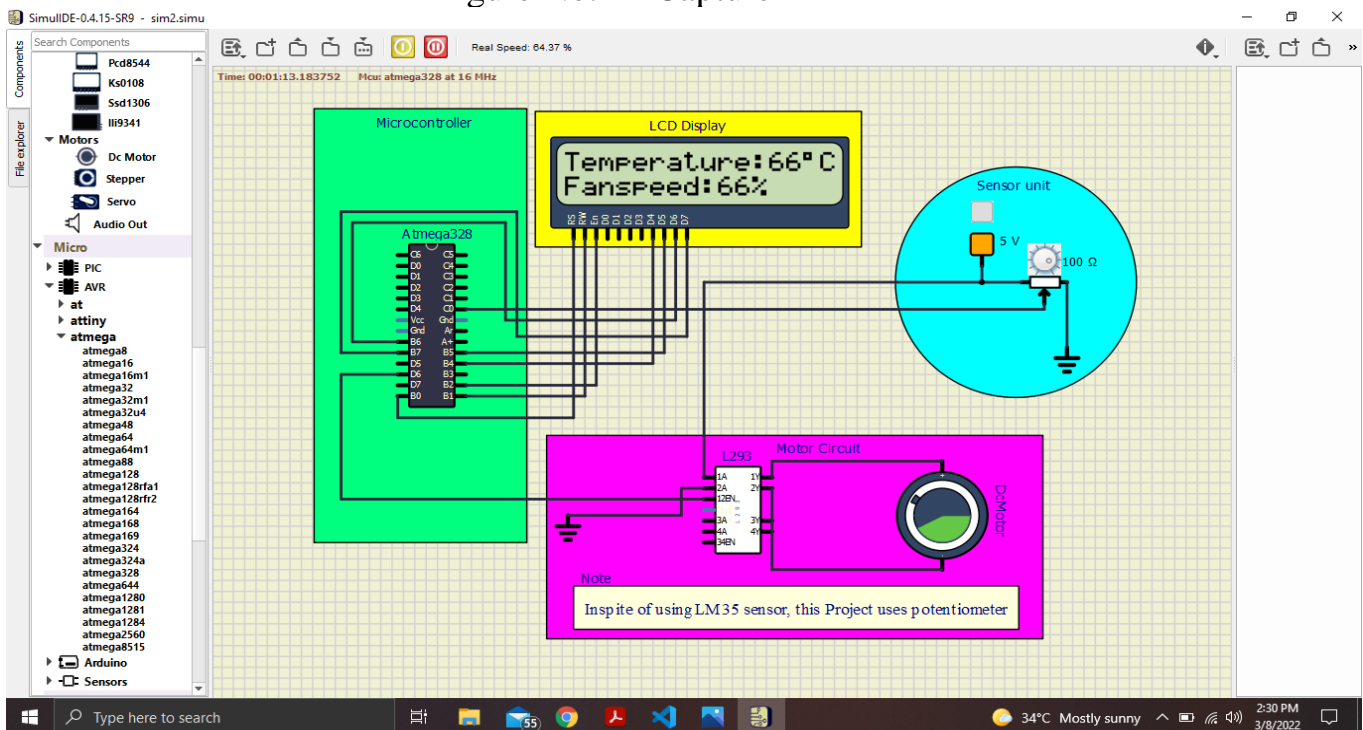 SimulIDE-0.4.15-SR9 - sim2.simu
Search Components
Real Speed: 64.37 %
»
Components
File explorer
Pcd8544
Ks0108
Ssd1306
Ili9341
Motors
Dc Motor
Stepper
Servo
Audio Out
Micro
PIC
AVR
at
attiny
atmega
atmega8
atmega16
atmega16m1
atmega32
atmega32m1
atmega32u4
atmega48
atmega64
atmega64m1
atmega88
atmega128
atmega128rfa1
atmega128rfr2
atmega164
atmega168
atmega169
atmega324
atmega324a
atmega328
atmega644
atmega1280
atmega1281
atmega1284
atmega2560
atmega8515
Arduino
Sensors
Time: 00:01:13.183752 Mcu: atmega328 at 16 MHz
Microcontroller
Atmega328
C6 C5
D0 C4
D1 C3
D2 C2
D3 C1
D4 C0
Vcc Gnd
Gnd Ar
B6 A+
B7 B5
D5 B4
D6 B3
D7 B2
B0 B1
LCD Display
Temperature:66°C
Fanspeed:66%
RS RW En D0 D1 D2 D3 D4 D5 D6 D7
Sensor unit
5 V
100 Ω
Motor Circuit
L293
1A 1Y
2A 2Y
12EN
3A 3Y
4A 4Y
34EN
DcMotor
Note
Inspite of using LM35 sensor, this Project uses potentiometer
Type here to search
55
34°C Mostly sunny
2:30 PM
3/8/2022